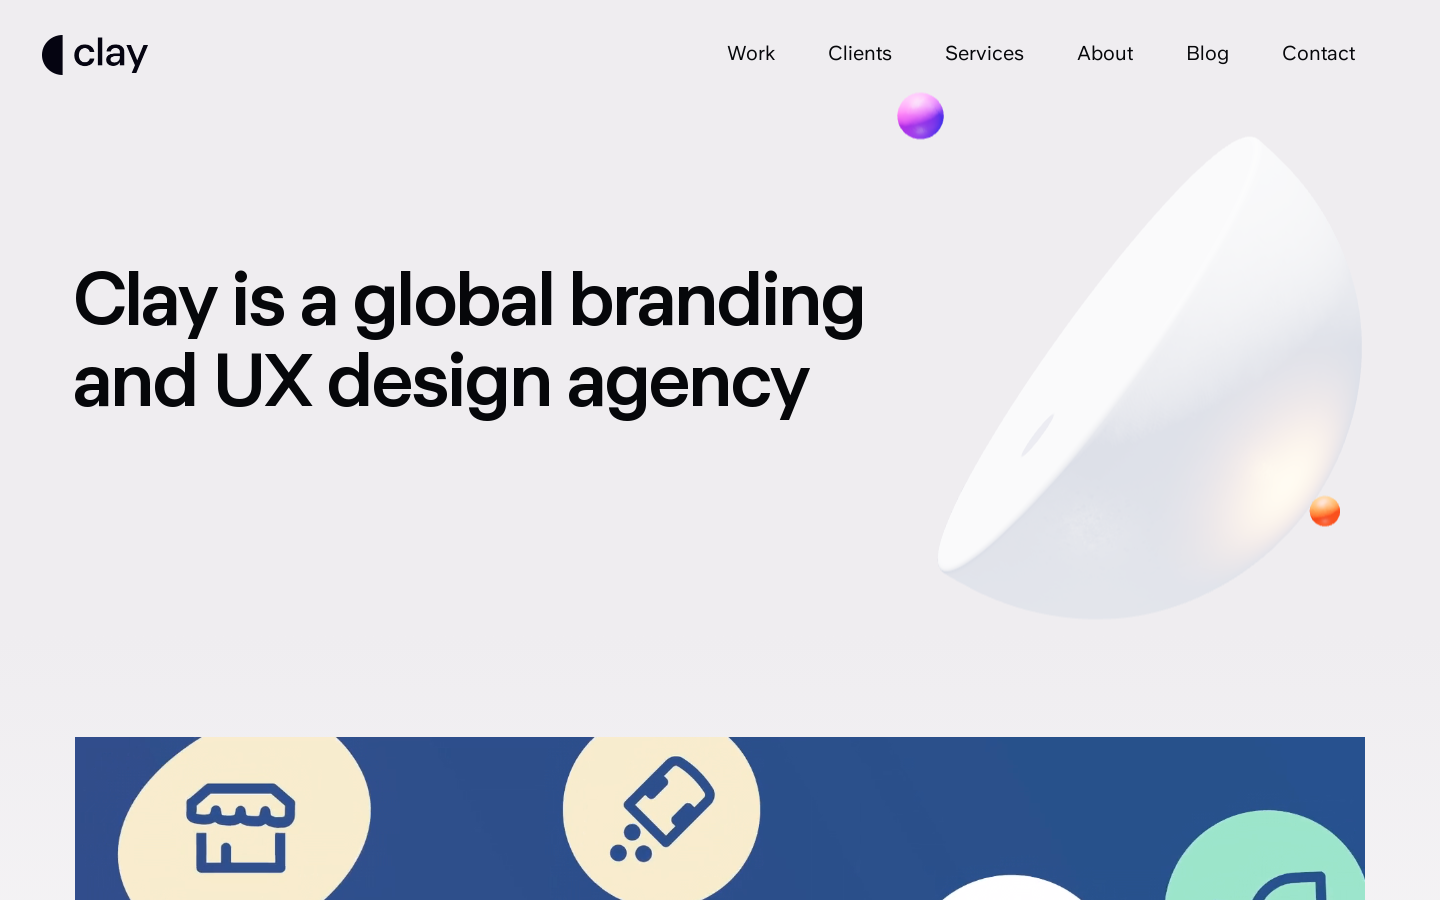 clay
Work Clients Services About Blog Contact
Clay is a global branding
and UX design agency